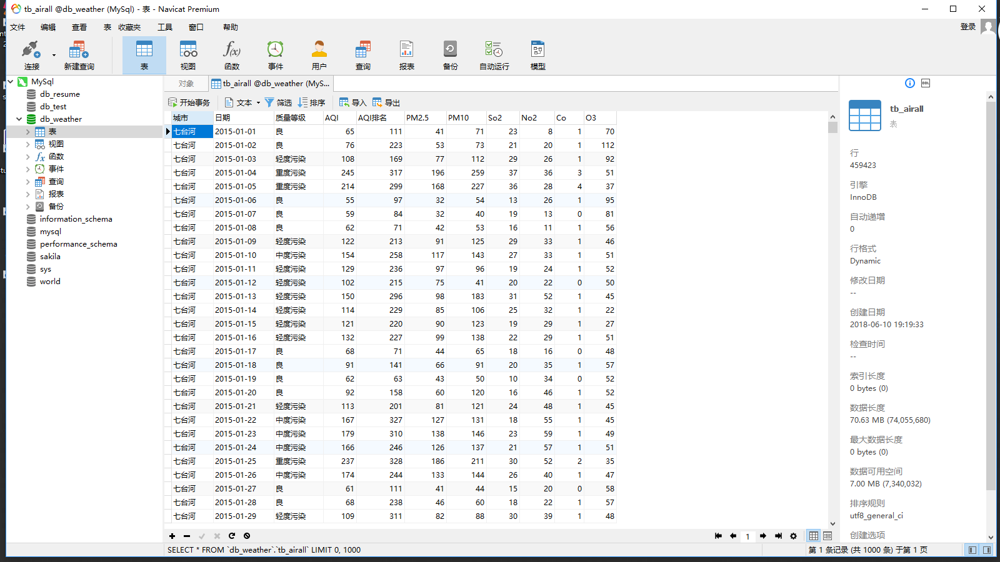 tb_airall @db_weather (MySql) - 表 - Navicat Premium
文件 编辑 查看 表 收藏夹 工具 窗口 帮助 登录
连接 新建查询 表 视图 函数 事件 用户 查询 报表 备份 自动运行 模型
MySql
db_resume
db_test
db_weather
表
视图
函数
事件
查询
报表
备份
information_schema
mysql
performance_schema
sakila
sys
world
对象 tb_airall @db_weather (MyS...
开始事务 文本 筛选 排序 导入 导出
城市 日期 质量等级 AQI AQI排名 PM2.5 PM10 So2 No2 Co O3
七台河 2015-01-01 良 65 111 41 71 23 8 1 70
七台河 2015-01-02 良 76 223 53 73 21 20 1 112
七台河 2015-01-03 轻度污染 108 169 77 112 29 26 1 92
七台河 2015-01-04 重度污染 245 317 196 259 37 36 3 51
七台河 2015-01-05 重度污染 214 299 168 227 36 28 4 37
七台河 2015-01-06 良 55 97 32 54 13 26 1 95
七台河 2015-01-07 良 59 84 32 40 19 13 0 81
七台河 2015-01-08 良 62 71 42 53 16 11 1 56
七台河 2015-01-09 轻度污染 122 213 91 125 29 33 1 46
七台河 2015-01-10 中度污染 154 258 117 143 27 33 1 51
七台河 2015-01-11 轻度污染 129 236 97 96 19 24 1 52
七台河 2015-01-12 轻度污染 102 215 75 41 20 22 0 50
七台河 2015-01-13 轻度污染 150 296 98 183 31 52 1 45
七台河 2015-01-14 轻度污染 114 229 85 106 25 32 1 22
七台河 2015-01-15 轻度污染 121 220 90 123 19 29 1 27
七台河 2015-01-16 轻度污染 132 227 99 138 22 29 1 51
七台河 2015-01-17 良 68 71 44 65 18 16 0 48
七台河 2015-01-18 良 91 141 66 91 20 35 1 57
七台河 2015-01-19 良 62 63 43 50 10 34 0 52
七台河 2015-01-20 良 92 158 60 120 16 46 1 52
七台河 2015-01-21 轻度污染 113 201 81 121 24 48 1 45
七台河 2015-01-22 中度污染 167 327 127 131 18 55 1 45
七台河 2015-01-23 中度污染 179 310 138 146 23 59 1 49
七台河 2015-01-24 中度污染 166 246 126 137 21 57 1 51
七台河 2015-01-25 重度污染 237 328 186 211 30 52 2 35
七台河 2015-01-26 中度污染 174 244 133 144 26 40 1 47
七台河 2015-01-27 良 61 111 41 44 15 20 0 58
七台河 2015-01-28 良 68 238 46 60 18 22 1 57
七台河 2015-01-29 轻度污染 109 311 82 88 30 39 1 48
1
SELECT * FROM `db_weather`.`tb_airall` LIMIT 0, 1000
第 1 条记录 (共 1000 条) 于第 1 页
DDL
tb_airall
表
行
459423
引擎
InnoDB
自动递增
0
行格式
Dynamic
修改日期
--
创建日期
2018-06-10 19:19:33
检查时间
--
索引长度
0 bytes (0)
数据长度
70.63 MB (74,055,680)
最大数据长度
0 bytes (0)
数据可用空间
7.00 MB (7,340,032)
排序规则
utf8_general_ci
创建选项